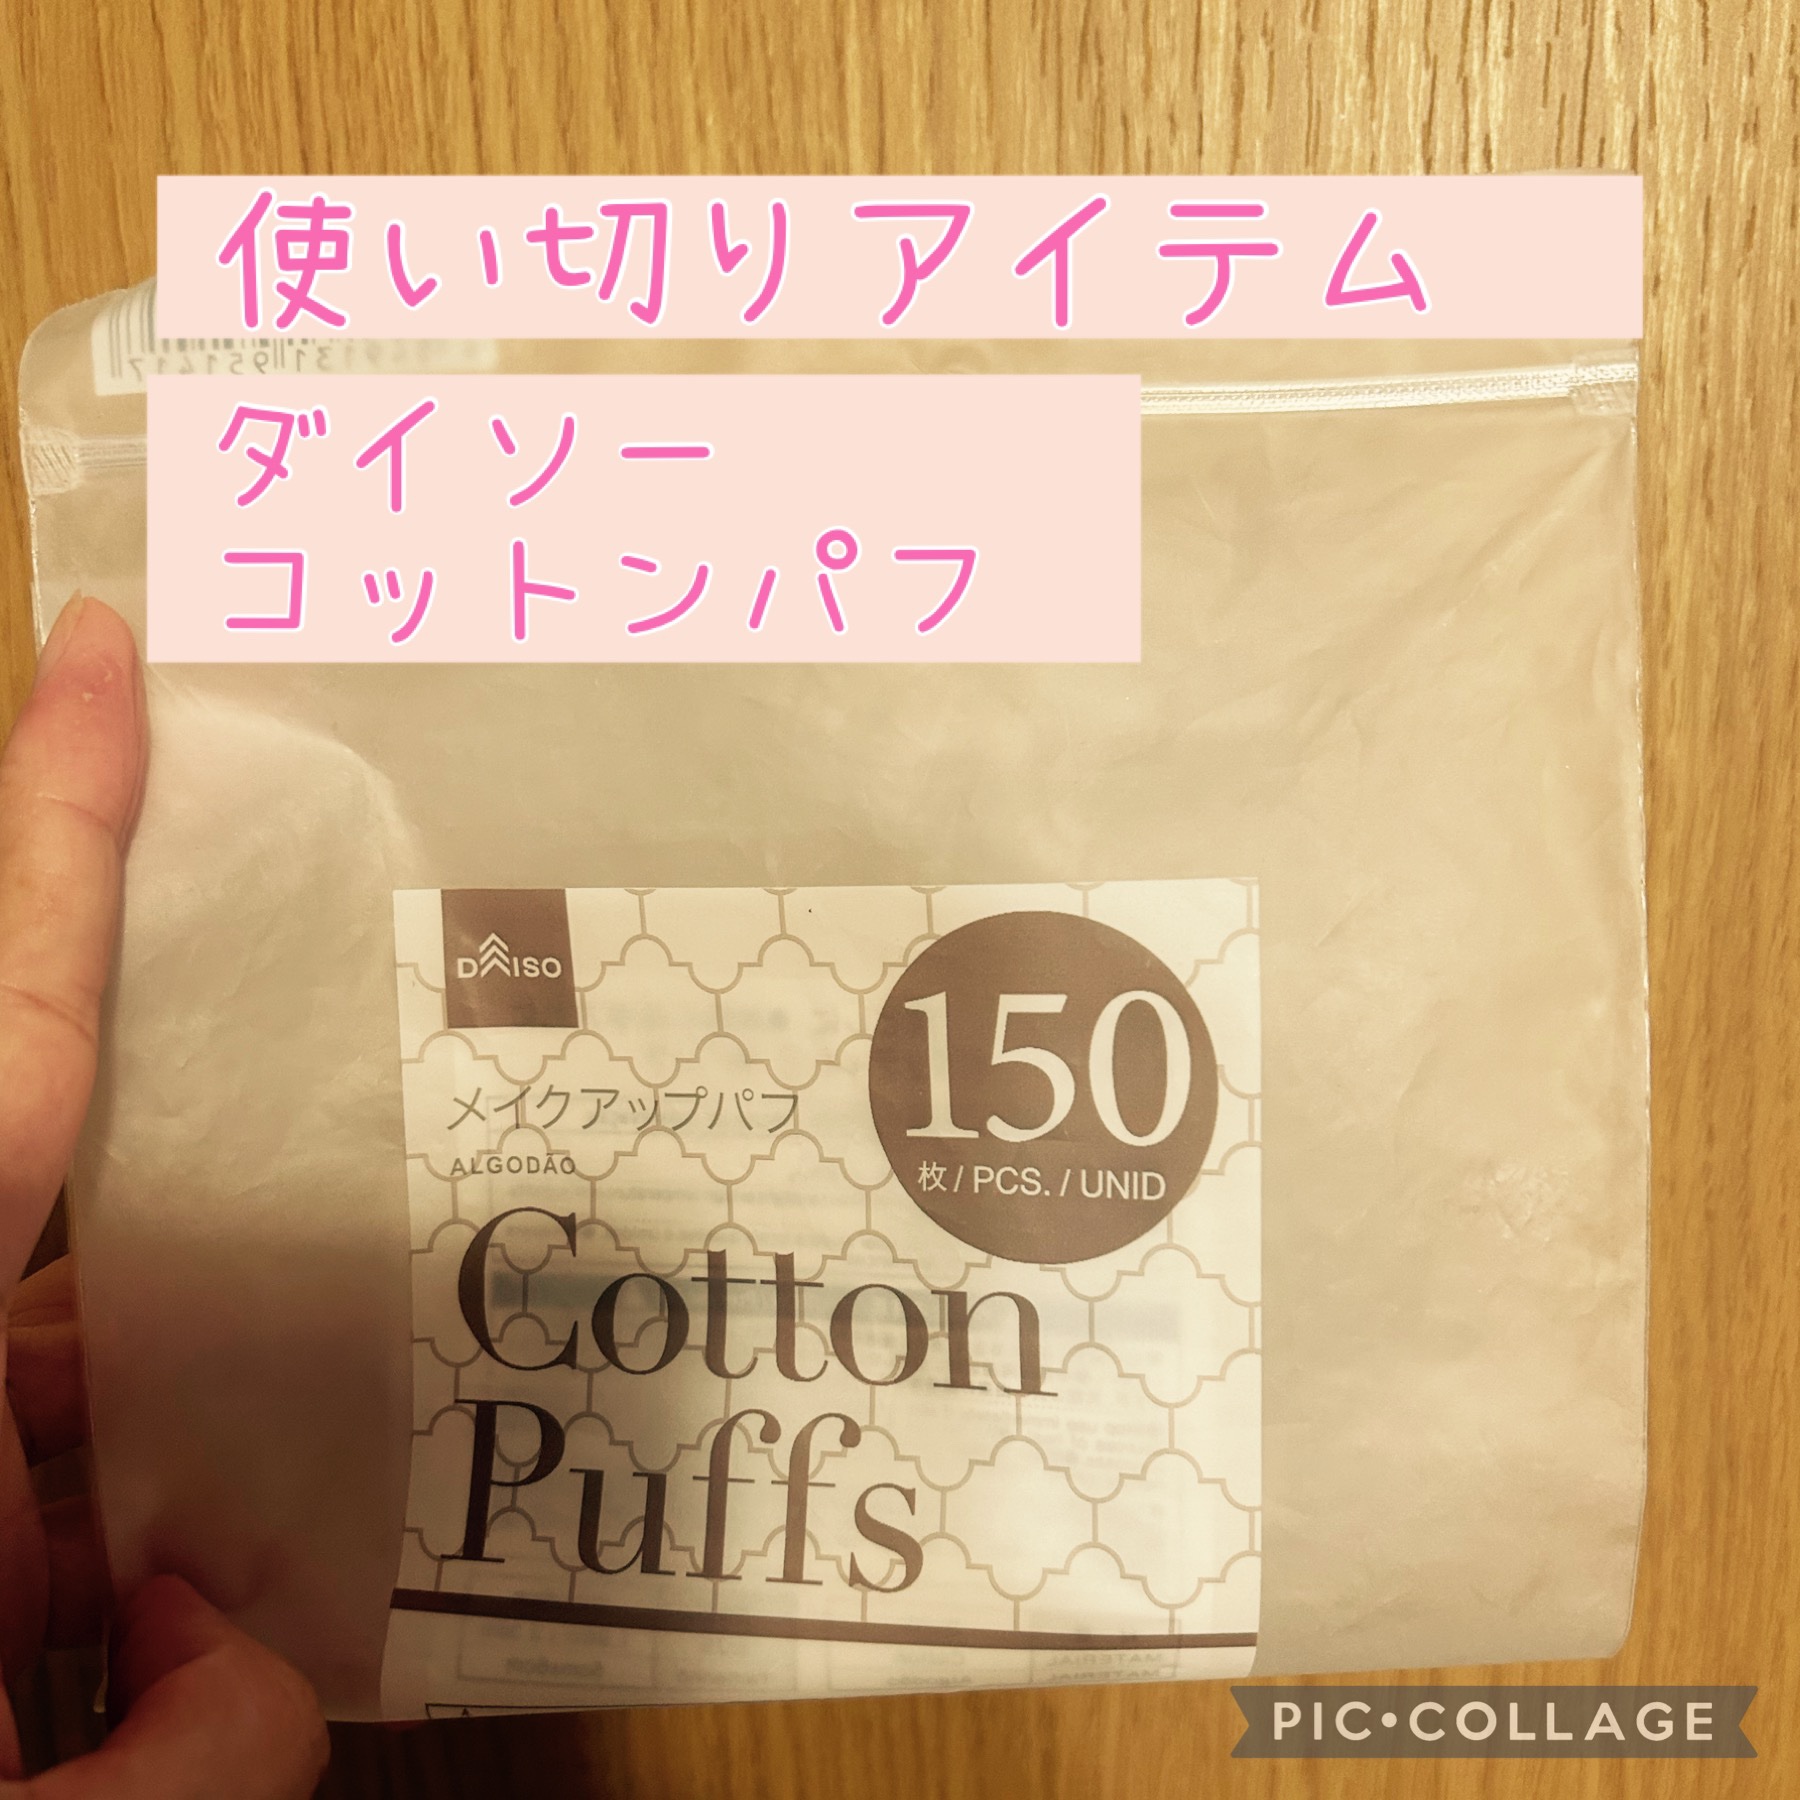 使い切りアイテム
ダイソー
コットンパフ
DAISO
150
枚/PCS./UNID
メイクアップパフ
ALGODÃO
Cotton
Puffs
PIC•COLLAGE